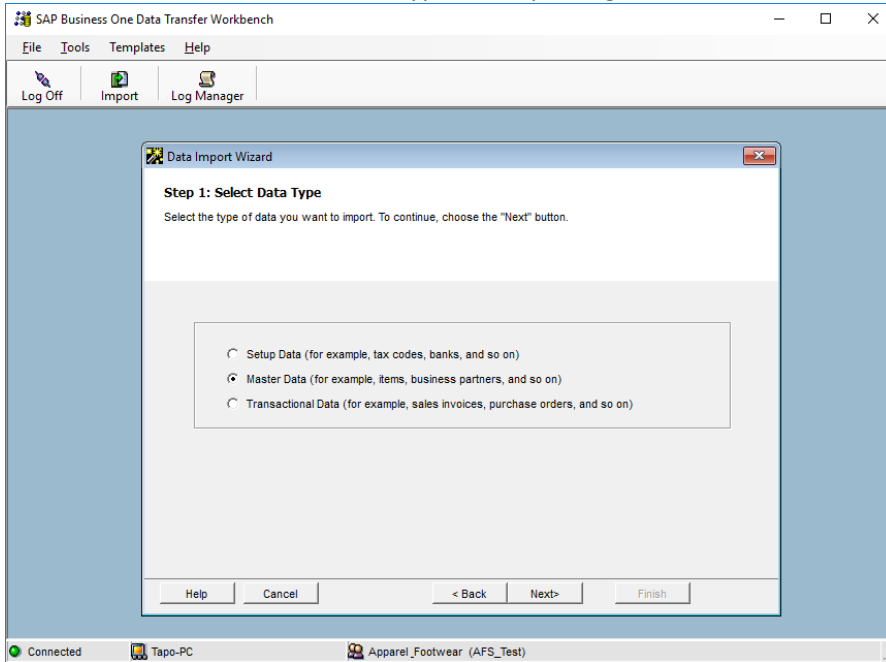 SAP Business One Data Transfer Workbench
File Tools Templates Help
Log Off Import Log Manager
Data Import Wizard
Step 1: Select Data Type
Select the type of data you want to import. To continue, choose the "Next" button.
Setup Data (for example, tax codes, banks, and so on)
Master Data (for example, items, business partners, and so on)
Transactional Data (for example, sales invoices, purchase orders, and so on)
Help Cancel < Back Next> Finish
Connected Tapo-PC Apparel_Footwear (AFS_Test)